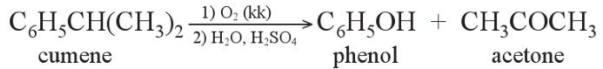 C₆H₅CH(CH₃)₂ 1) O₂ (kk) 2) H₂O, H₂SO₄ → C₆H₅OH + CH₃COCH₃
cumene phenol acetone